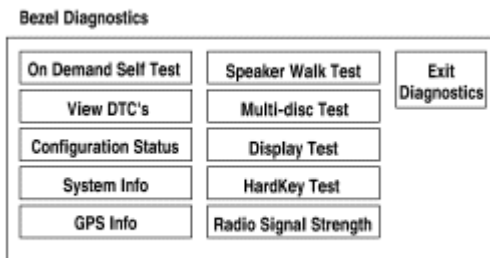 Bezel Diagnostics
On Demand Self Test
View DTC's
Configuration Status
System Info
GPS Info
Speaker Walk Test
Multi-disc Test
Display Test
HardKey Test
Radio Signal Strength
Exit
Diagnostics